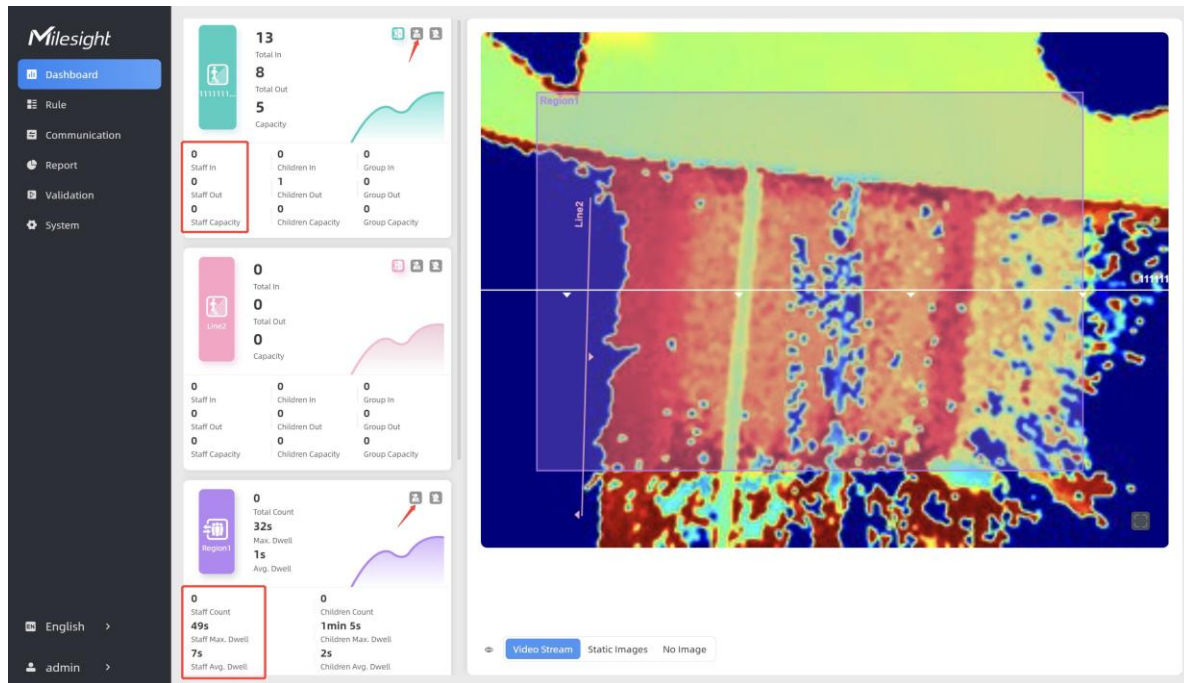 Milesight
Dashboard
Rule
Communication
Report
Validation
System
English
admin
13
Total In
8
Total Out
5
Capacity
1111111...
0
Staff In
0
Staff Out
0
Staff Capacity
0
Children In
1
Children Out
0
Children Capacity
0
Group In
0
Group Out
0
Group Capacity
0
Total In
0
Total Out
0
Capacity
Line2
0
Staff In
0
Staff Out
0
Staff Capacity
0
Children In
0
Children Out
0
Children Capacity
0
Group In
0
Group Out
0
Group Capacity
0
Total Count
32s
Max. Dwell
1s
Avg. Dwell
Region1
0
Staff Count
49s
Staff Max. Dwell
7s
Staff Avg. Dwell
0
Children Count
1min 5s
Children Max. Dwell
2s
Children Avg. Dwell
Region1
Line2
111111
Video Stream
Static Images
No Image